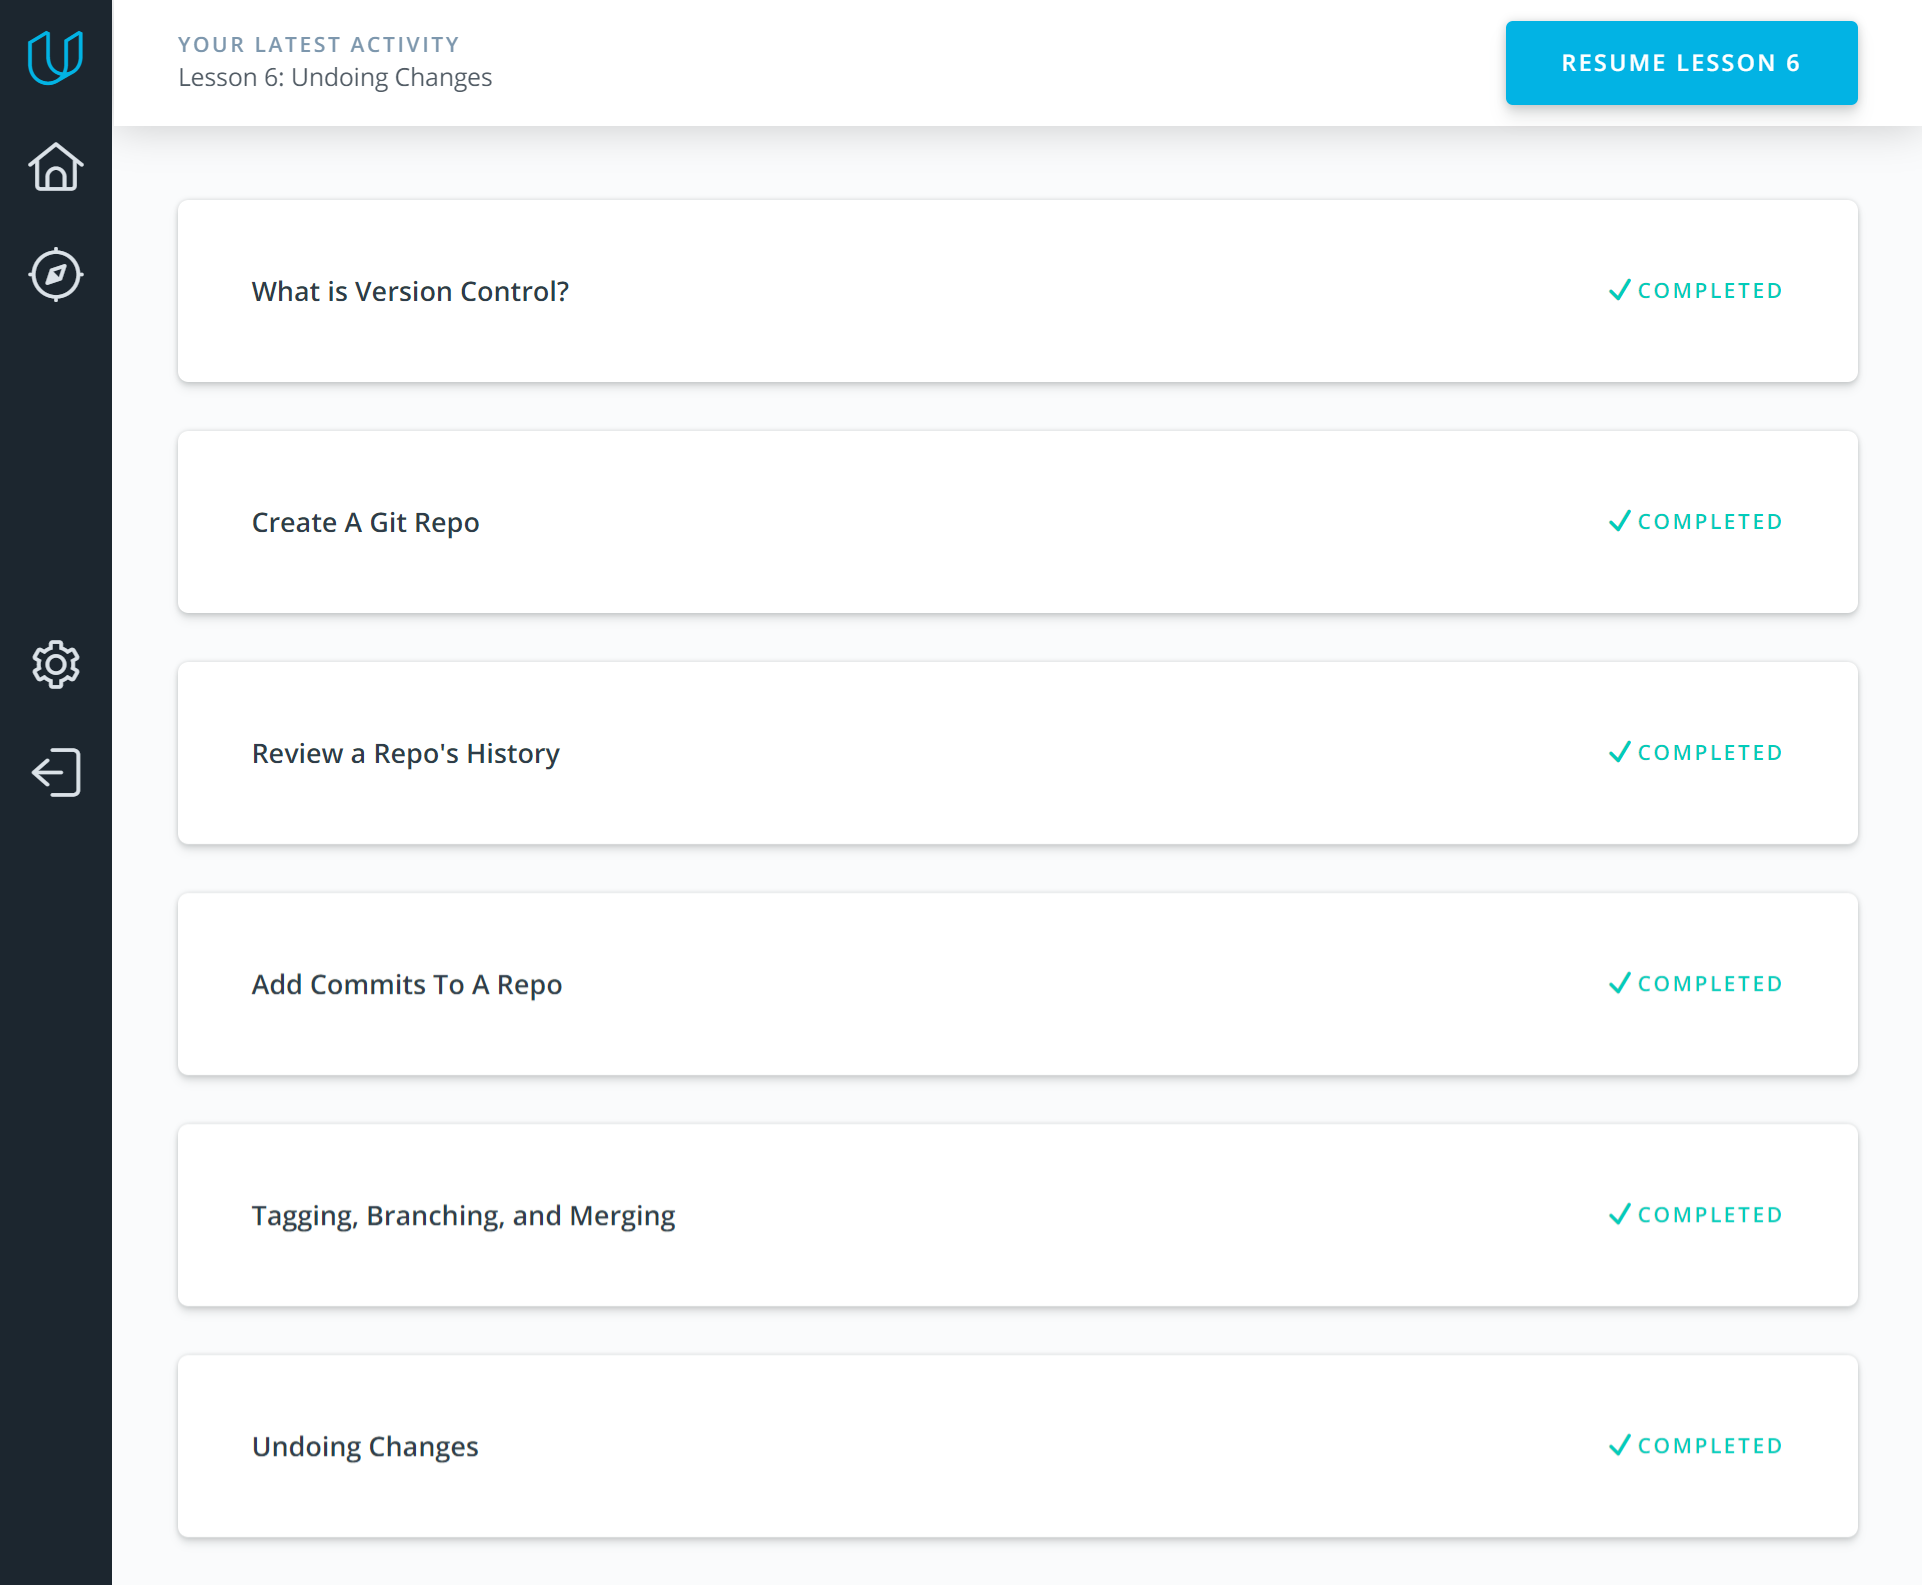 YOUR LATEST ACTIVITY
Lesson 6: Undoing Changes
RESUME LESSON 6
What is Version Control?
COMPLETED
Create A Git Repo
COMPLETED
Review a Repo's History
COMPLETED
Add Commits To A Repo
COMPLETED
Tagging, Branching, and Merging
COMPLETED
Undoing Changes
COMPLETED